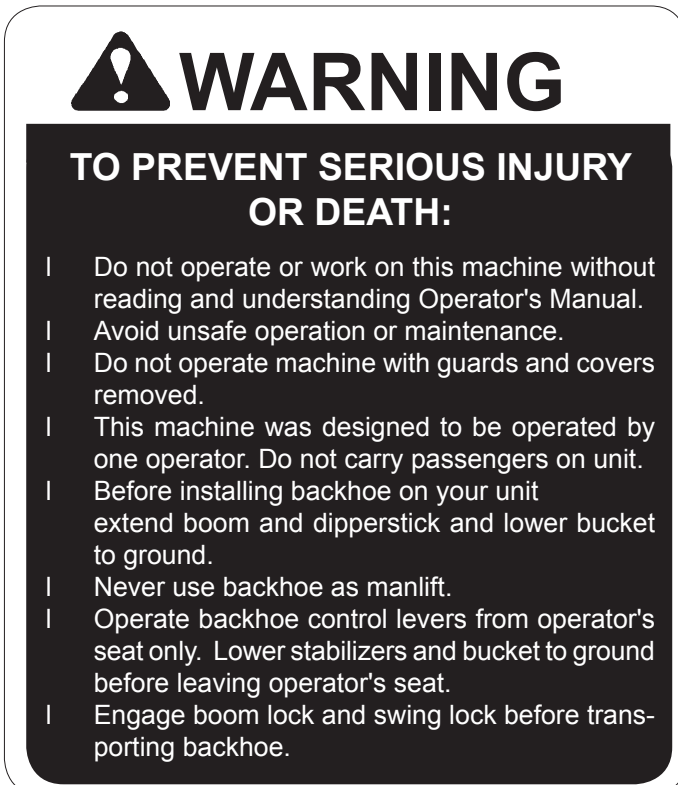 WARNING
TO PREVENT SERIOUS INJURY
OR DEATH:
l Do not operate or work on this machine without
reading and understanding Operator's Manual.
l Avoid unsafe operation or maintenance.
l Do not operate machine with guards and covers
removed.
l This machine was designed to be operated by
one operator. Do not carry passengers on unit.
l Before installing backhoe on your unit
extend boom and dipperstick and lower bucket
to ground.
l Never use backhoe as manlift.
l Operate backhoe control levers from operator's
seat only. Lower stabilizers and bucket to ground
before leaving operator's seat.
l Engage boom lock and swing lock before trans-
porting backhoe.